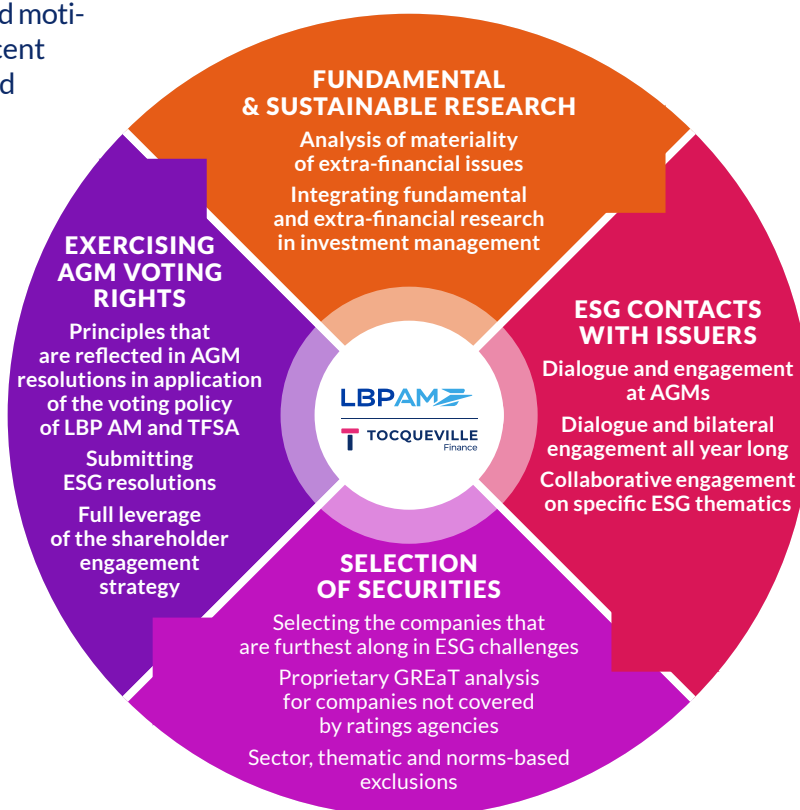 d moti-
cent
d
FUNDAMENTAL
& SUSTAINABLE RESEARCH
Analysis of materiality
of extra-financial issues
Integrating fundamental
and extra-financial research
in investment management
EXERCISING
AGM VOTING
RIGHTS
Principles that
are reflected in AGM
resolutions in application
of the voting policy
of LBP AM and TFSA
Submitting
ESG resolutions
Full leverage
of the shareholder
engagement
strategy
LBPAM
TOCQUEVILLE
Finance
ESG CONTACTS
WITH ISSUERS
Dialogue and engagement
at AGMs
Dialogue and bilateral
engagement all year long
Collaborative engagement
on specific ESG thematics
SELECTION
OF SECURITIES
Selecting the companies that
are furthest along in ESG challenges
Proprietary GREaT analysis
for companies not covered
by ratings agencies
Sector, thematic and norms-based
exclusions